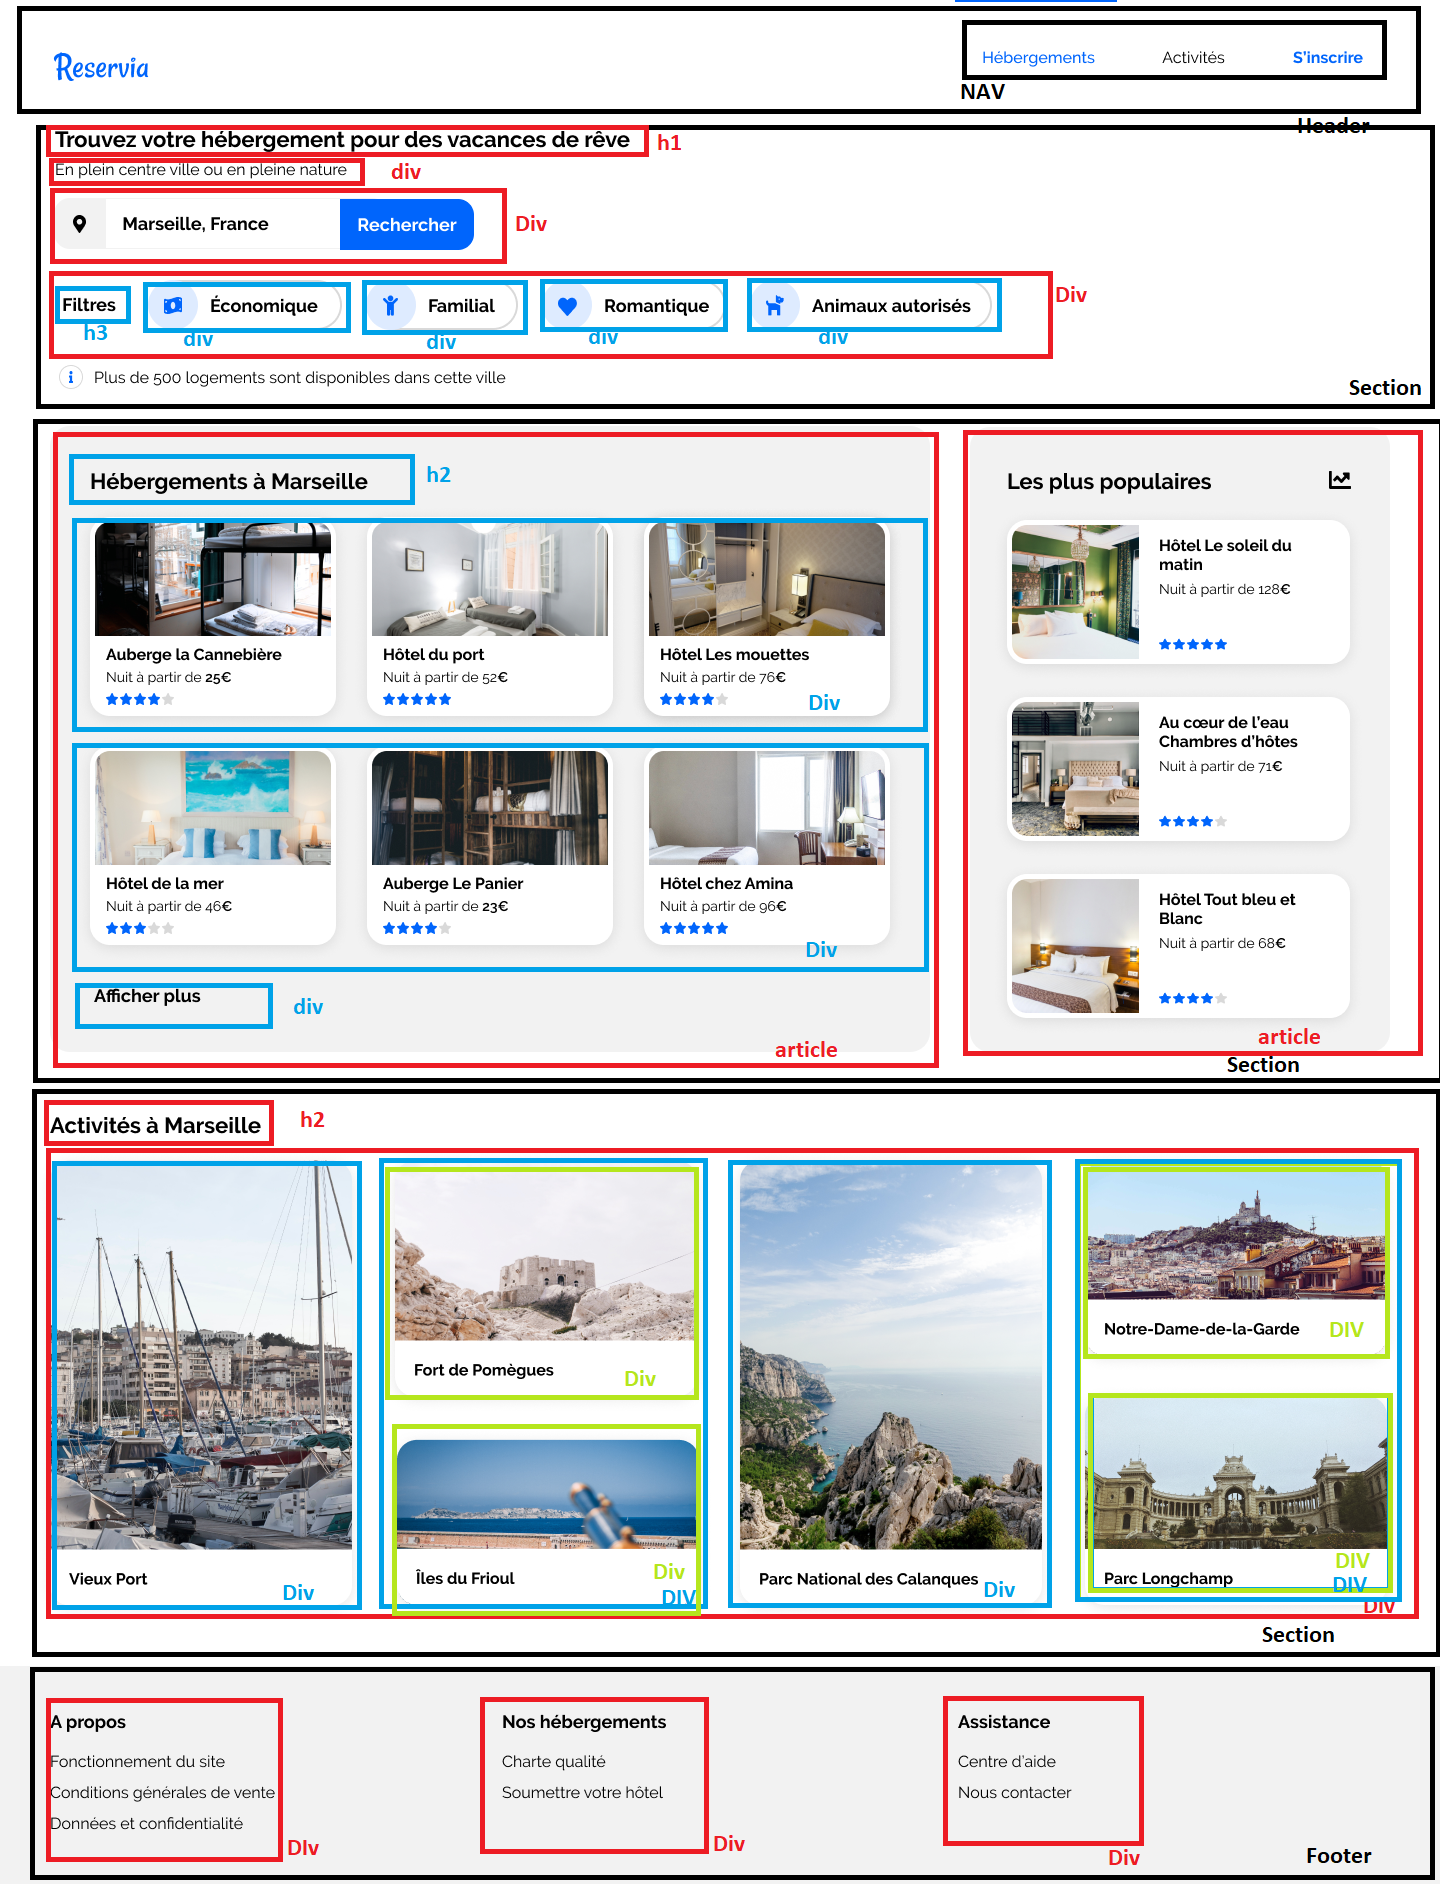 Reservia
Hébergements
Activités
S'inscrire
NAV
Header
Trouvez votre hébergement pour des vacances de rêve
h1
En plein centre ville ou en pleine nature
div
Marseille, France
Rechercher
Div
Filtres
Économique
Familial
Romantique
Animaux autorisés
Div
h3
div
div
div
div
Plus de 500 logements sont disponibles dans cette ville
Section
Hébergements à Marseille
h2
Auberge la Cannebière
Nuit à partir de 25€
Hôtel du port
Nuit à partir de 52€
Hôtel Les mouettes
Nuit à partir de 76€
Div
Hôtel de la mer
Nuit à partir de 46€
Auberge Le Panier
Nuit à partir de 23€
Hôtel chez Amina
Nuit à partir de 96€
Div
Afficher plus
div
article
Les plus populaires
Hôtel Le soleil du
matin
Nuit à partir de 128€
Au cœur de l'eau
Chambres d'hôtes
Nuit à partir de 71€
Hôtel Tout bleu et
Blanc
Nuit à partir de 68€
article
Section
Activités à Marseille
h2
Vieux Port
Div
Fort de Pomègues
Div
Îles du Frioul
Div
DIV
Parc National des Calanques
Div
Notre-Dame-de-la-Garde
DIV
Parc Longchamp
DIV
DIV
Div
Section
A propos
Fonctionnement du site
Conditions générales de vente
Données et confidentialité
DIv
Nos hébergements
Charte qualité
Soumettre votre hôtel
Div
Assistance
Centre d'aide
Nous contacter
Div
Footer